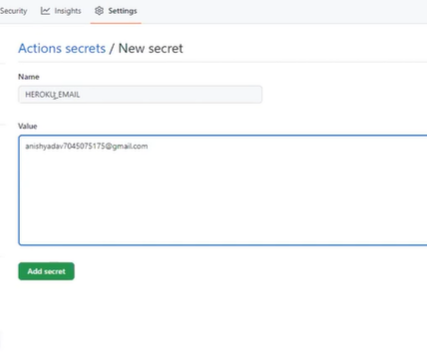 Security Insights Settings
Actions secrets / New secret
Name
HEROKU_EMAIL
Value
anishyadav7045075175@gmail.com
Add secret